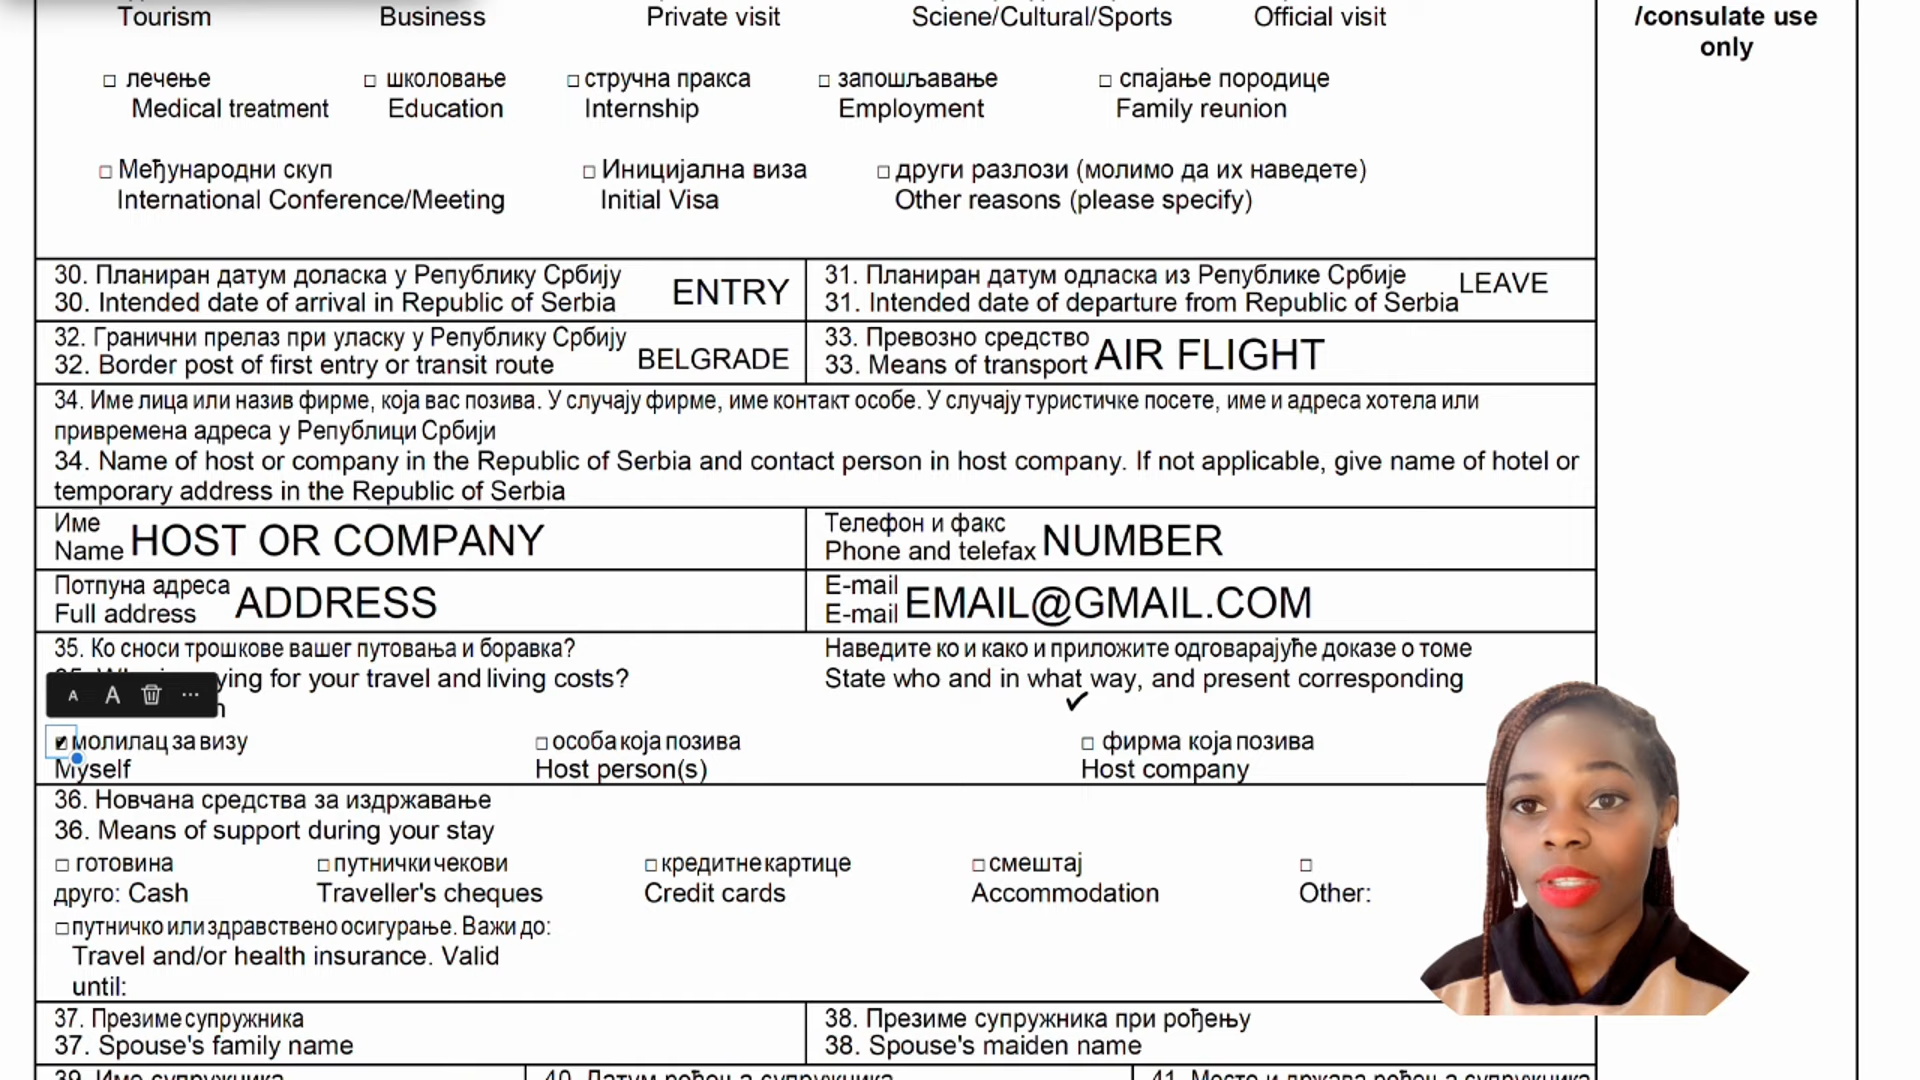 Tourism Business Private visit Sciene/Cultural/Sports Official visit
/consulate use
only
□ лечење □ школовање □ стручна пракса □ запошљавање □ спајање породице
Medical treatment Education Internship Employment Family reunion
□ Међународни скуп □ Иницијална виза □ други разлози (молимо да их наведете)
International Conference/Meeting Initial Visa Other reasons (please specify)
30. Планиран датум доласка у Републику Србију
30. Intended date of arrival in Republic of Serbia ENTRY
31. Планиран датум одласка из Републике Србије
31. Intended date of departure from Republic of Serbia LEAVE
32. Гранични прелаз при уласку у Републику Србију
32. Border post of first entry or transit route BELGRADE
33. Превозно средство
33. Means of transport AIR FLIGHT
34. Име лица или назив фирме, која вас позива. У случају фирме, име контакт особе. У случају туристичке посете, име и адреса хотела или
привремена адреса у Републици Србији
34. Name of host or company in the Republic of Serbia and contact person in host company. If not applicable, give name of hotel or
temporary address in the Republic of Serbia
Име
Name HOST OR COMPANY
Телефон и факс
Phone and telefax NUMBER
Потпуна адреса
Full address ADDRESS
E-mail
E-mail EMAIL@GMAIL.COM
35. Ко сноси трошкове вашег путовања и боравка? Наведите ко и како и приложите одговарајуће доказе о томе
for your travel and living costs? State who and in what way, and present corresponding
A A ...
✔ молилац за визу □ особа која позива □ фирма која позива
Myself Host person(s) Host company
36. Новчана средства за издржавање
36. Means of support during your stay
□ готовина □ путнички чекови □ кредитне картице □ смештај □
друго: Cash Traveller's cheques Credit cards Accommodation Other:
□ путничко или здравствено осигурање. Важи до:
Travel and/or health insurance. Valid
until:
37. Презиме супружника
37. Spouse's family name
38. Презиме супружника при рођењу
38. Spouse's maiden name